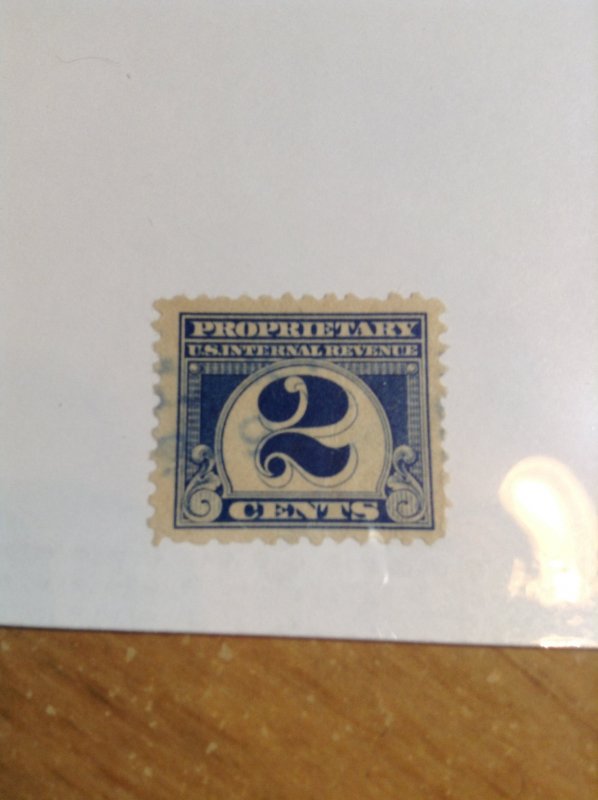 PROPRIETARY
U.S. INTERNAL REVENUE
2
CENTS